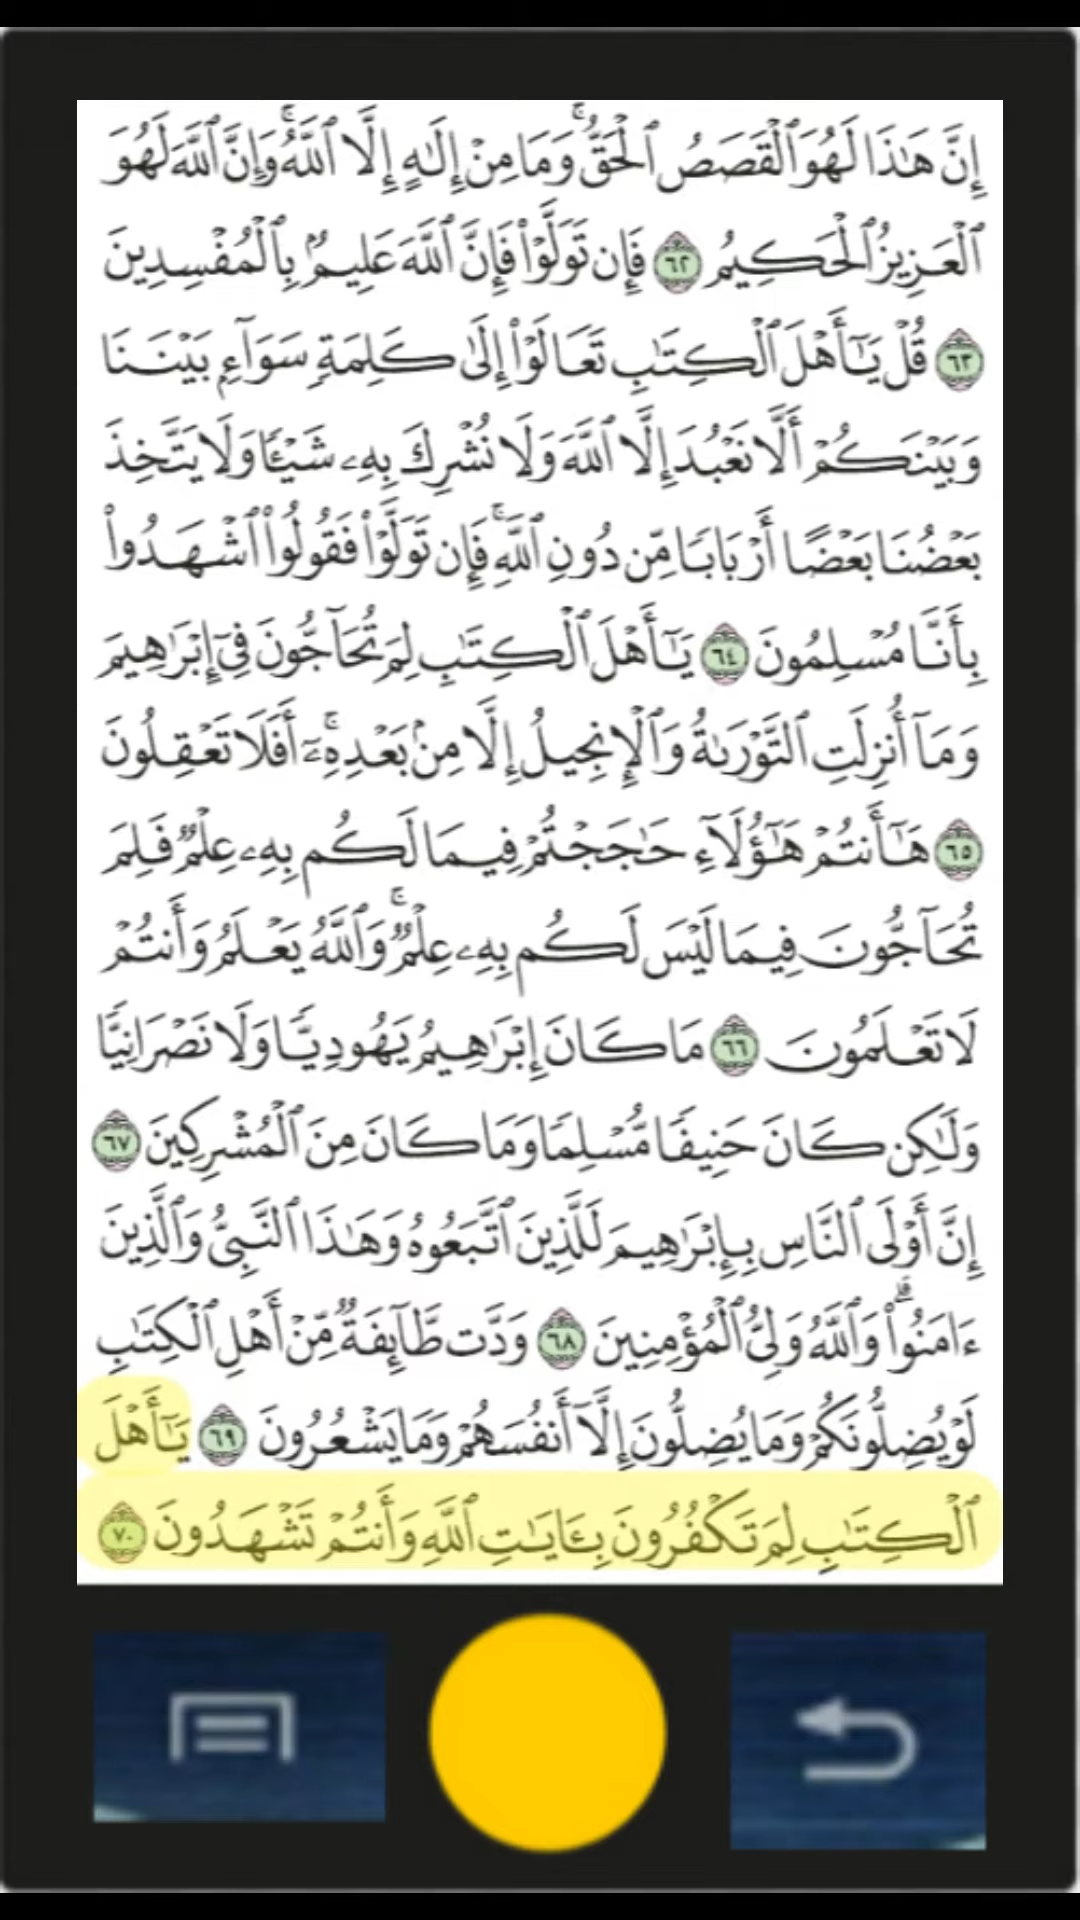 إِنَّ هَٰذَا لَهُوَ ٱلْقَصَصُ ٱلْحَقُّ ۚ وَمَا مِنْ إِلَٰهٍ إِلَّا ٱللَّهُ ۚ وَإِنَّ ٱللَّهَ لَهُوَ
ٱلْعَزِيزُ ٱلْحَكِيمُ ٦٢ فَإِن تَوَلَّوْا۟ فَإِنَّ ٱللَّهَ عَلِيمٌۢ بِٱلْمُفْسِدِينَ
٦٣ قُلْ يَٰٓأَهْلَ ٱلْكِتَٰبِ تَعَالَوْا۟ إِلَىٰ كَلِمَةٍ سَوَآءٍۭ بَيْنَنَا
وَبَيْنَكُمْ أَلَّا نَعْبُدَ إِلَّا ٱللَّهَ وَلَا نُشْرِكَ بِهِۦ شَيْـًٔا وَلَا يَتَّخِذَ
بَعْضُنَا بَعْضًا أَرْبَابًا مِّن دُونِ ٱللَّهِ ۚ فَإِن تَوَلَّوْا۟ فَقُولُوا۟ ٱشْهَدُوا۟
بِأَنَّا مُسْلِمُونَ ٦٤ يَٰٓأَهْلَ ٱلْكِتَٰبِ لِمَ تُحَآجُّونَ فِىٓ إِبْرَٰهِيمَ
وَمَآ أُنزِلَتِ ٱلتَّوْرَىٰةُ وَٱلْإِنجِيلُ إِلَّا مِنۢ بَعْدِهِۦٓ ۚ أَفَلَا تَعْقِلُونَ
٦٥ هَٰٓأَنتُمْ هَٰٓؤُلَآءِ حَٰجَجْتُمْ فِيمَا لَكُم بِهِۦ عِلْمٌ فَلِمَ
تُحَآجُّونَ فِيمَا لَيْسَ لَكُم بِهِۦ عِلْمٌ ۚ وَٱللَّهُ يَعْلَمُ وَأَنتُمْ
لَا تَعْلَمُونَ ٦٦ مَا كَانَ إِبْرَٰهِيمُ يَهُودِيًّا وَلَا نَصْرَانِيًّا
وَلَٰكِن كَانَ حَنِيفًا مُّسْلِمًا وَمَا كَانَ مِنَ ٱلْمُشْرِكِينَ ٦٧
إِنَّ أَوْلَى ٱلنَّاسِ بِإِبْرَٰهِيمَ لَلَّذِينَ ٱتَّبَعُوهُ وَهَٰذَا ٱلنَّبِىُّ وَٱلَّذِينَ
ءَامَنُوا۟ ۗ وَٱللَّهُ وَلِىُّ ٱلْمُؤْمِنِينَ ٦٨ وَدَّت طَّآئِفَةٌ مِّنْ أَهْلِ ٱلْكِتَٰبِ
لَوْ يُضِلُّونَكُمْ وَمَا يُضِلُّونَ إِلَّآ أَنفُسَهُمْ وَمَا يَشْعُرُونَ ٦٩ يَٰٓأَهْلَ
ٱلْكِتَٰبِ لِمَ تَكْفُرُونَ بِـَٔايَٰتِ ٱللَّهِ وَأَنتُمْ تَشْهَدُونَ ٧٠